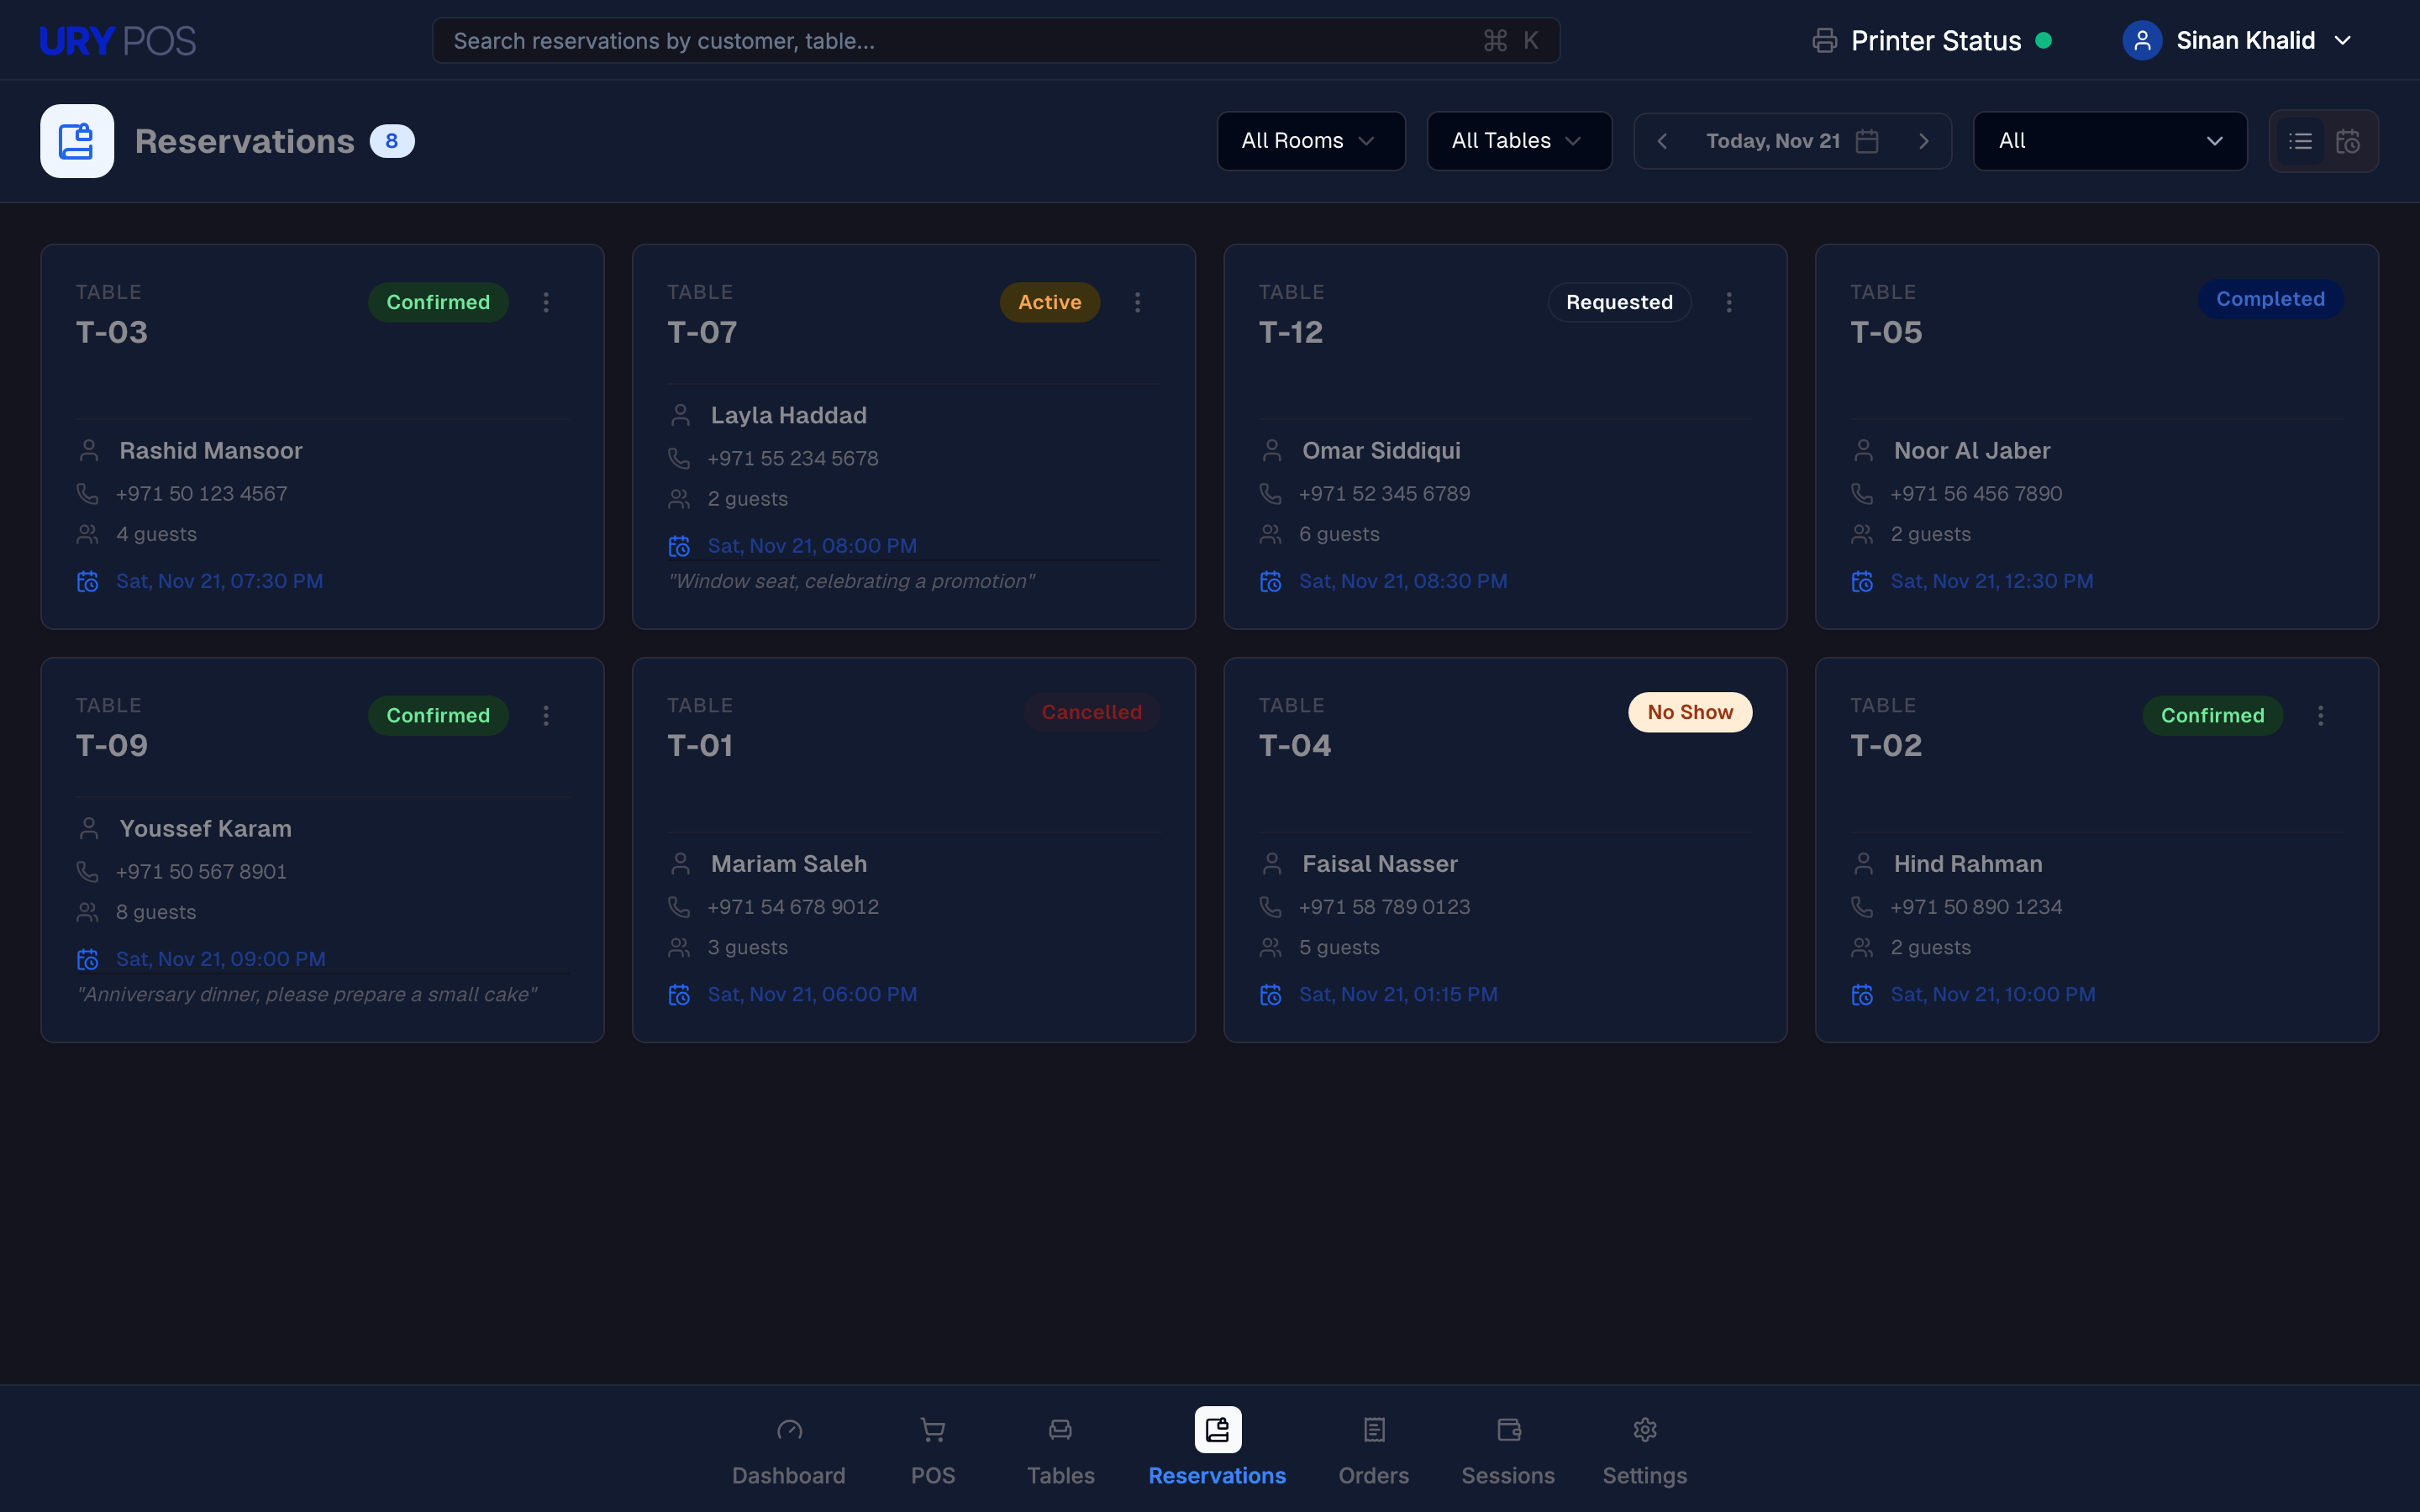 URY POS
Search reservations by customer, table...
⌘ K
Printer Status
Sinan Khalid
Reservations 8
All Rooms
All Tables
Today, Nov 21
All
TABLE
T-03
Confirmed
Rashid Mansoor
+971 50 123 4567
4 guests
Sat, Nov 21, 07:30 PM
TABLE
T-07
Active
Layla Haddad
+971 55 234 5678
2 guests
Sat, Nov 21, 08:00 PM
"Window seat, celebrating a promotion"
TABLE
T-12
Requested
Omar Siddiqui
+971 52 345 6789
6 guests
Sat, Nov 21, 08:30 PM
TABLE
T-05
Completed
Noor Al Jaber
+971 56 456 7890
2 guests
Sat, Nov 21, 12:30 PM
TABLE
T-09
Confirmed
Youssef Karam
+971 50 567 8901
8 guests
Sat, Nov 21, 09:00 PM
"Anniversary dinner, please prepare a small cake"
TABLE
T-01
Cancelled
Mariam Saleh
+971 54 678 9012
3 guests
Sat, Nov 21, 06:00 PM
TABLE
T-04
No Show
Faisal Nasser
+971 58 789 0123
5 guests
Sat, Nov 21, 01:15 PM
TABLE
T-02
Confirmed
Hind Rahman
+971 50 890 1234
2 guests
Sat, Nov 21, 10:00 PM
Dashboard
POS
Tables
Reservations
Orders
Sessions
Settings